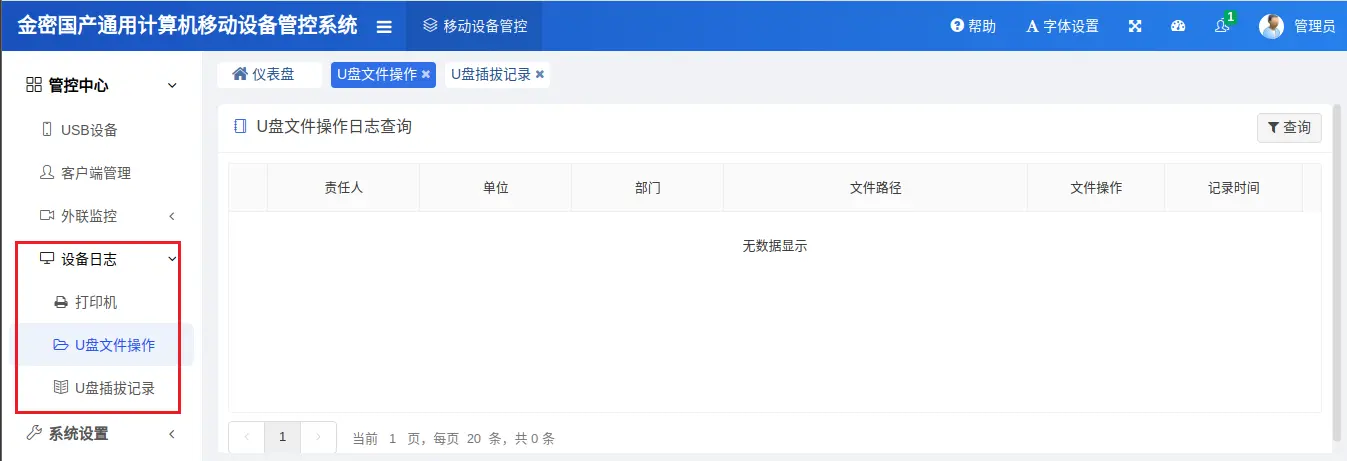 金密国产通用计算机移动设备管控系统 移动设备管控 帮助 字体设置 1 管理员
管控中心
USB设备
客户端管理
外联监控
设备日志
打印机
U盘文件操作
U盘插拔记录
系统设置
仪表盘 U盘文件操作 U盘插拔记录
U盘文件操作日志查询 查询
责任人 单位 部门 文件路径 文件操作 记录时间
无数据显示
1 当前 1 页，每页 20 条，共 0 条